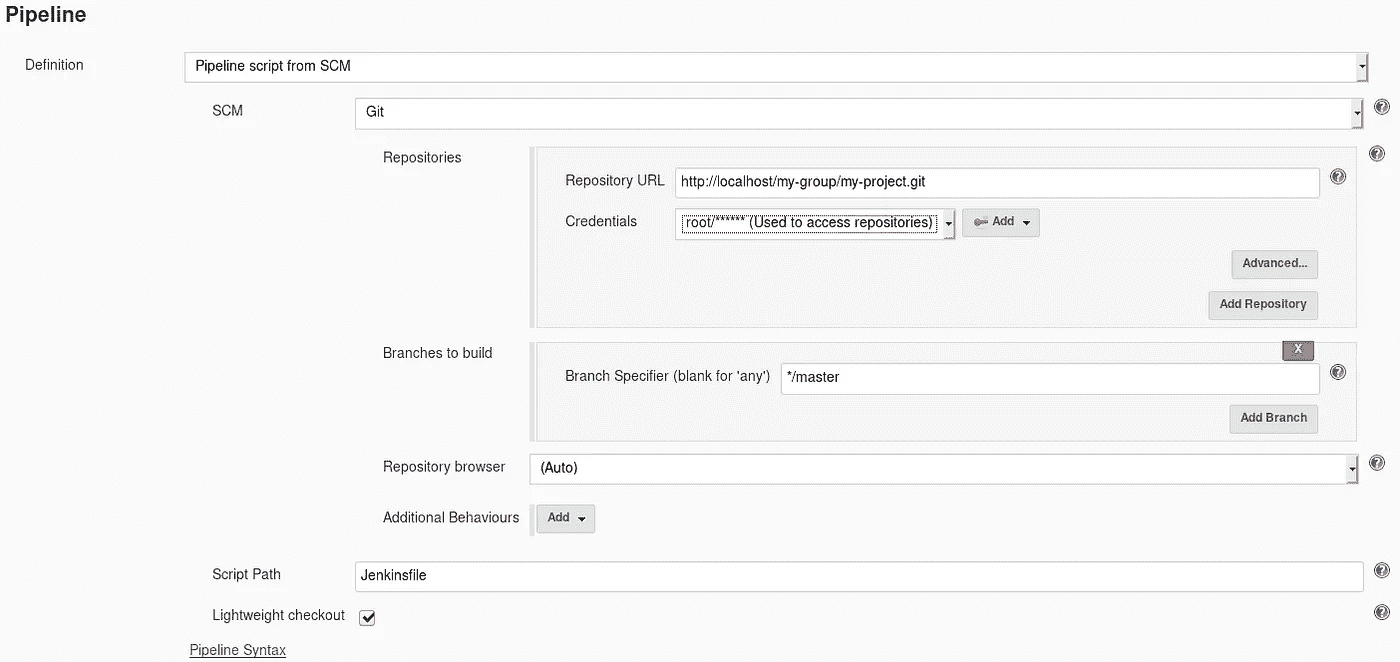 Pipeline
Definition
Pipeline script from SCM
SCM
Git
Repositories
Repository URL
http://localhost/my-group/my-project.git
Credentials
root/****** (Used to access repositories)
Add
Advanced...
Add Repository
Branches to build
X
Branch Specifier (blank for 'any')
*/master
Add Branch
Repository browser
(Auto)
Additional Behaviours
Add
Script Path
Jenkinsfile
Lightweight checkout
Pipeline Syntax